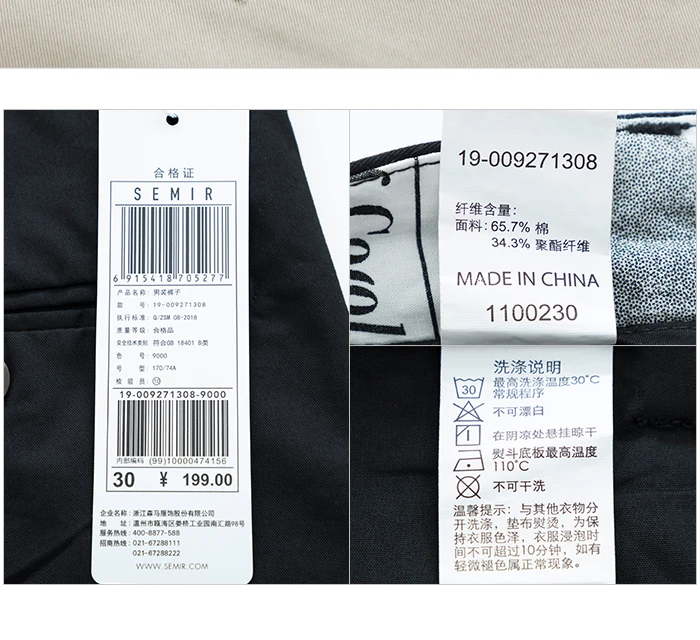 合格证
SEMIR
6 915418 705277
产品名称: 男装裤子
款 号: 19-009271308
执行标准: Q/ZSM 08-2018
质量等级: 合格品
安全技术类别: 符合GB 18401 B类
色 号: 9000
号 型: 170/74A
检 验 员: 10
19-009271308-9000
内部编码 (99)10000474156
30 ¥ 199.00
企业名称: 浙江森马服饰股份有限公司
地 址: 温州市瓯海区娄桥工业园南汇路98号
服务热线: 400-8877-588
招商热线: 021-67288111
021-67288222
WWW.SEMIR.COM
19-009271308
纤维含量:
面料: 65.7% 棉
34.3% 聚酯纤维
MADE IN CHINA
1100230
洗涤说明
30 最高洗涤温度30°C
常规程序
不可漂白
在阴凉处悬挂晾干
熨斗底板最高温度
110°C
不可干洗
温馨提示: 与其他衣物分
开洗涤, 垫布熨烫, 为保
持衣服色泽, 衣服浸泡时
间不可超过10分钟, 如有
轻微褪色属正常现象。